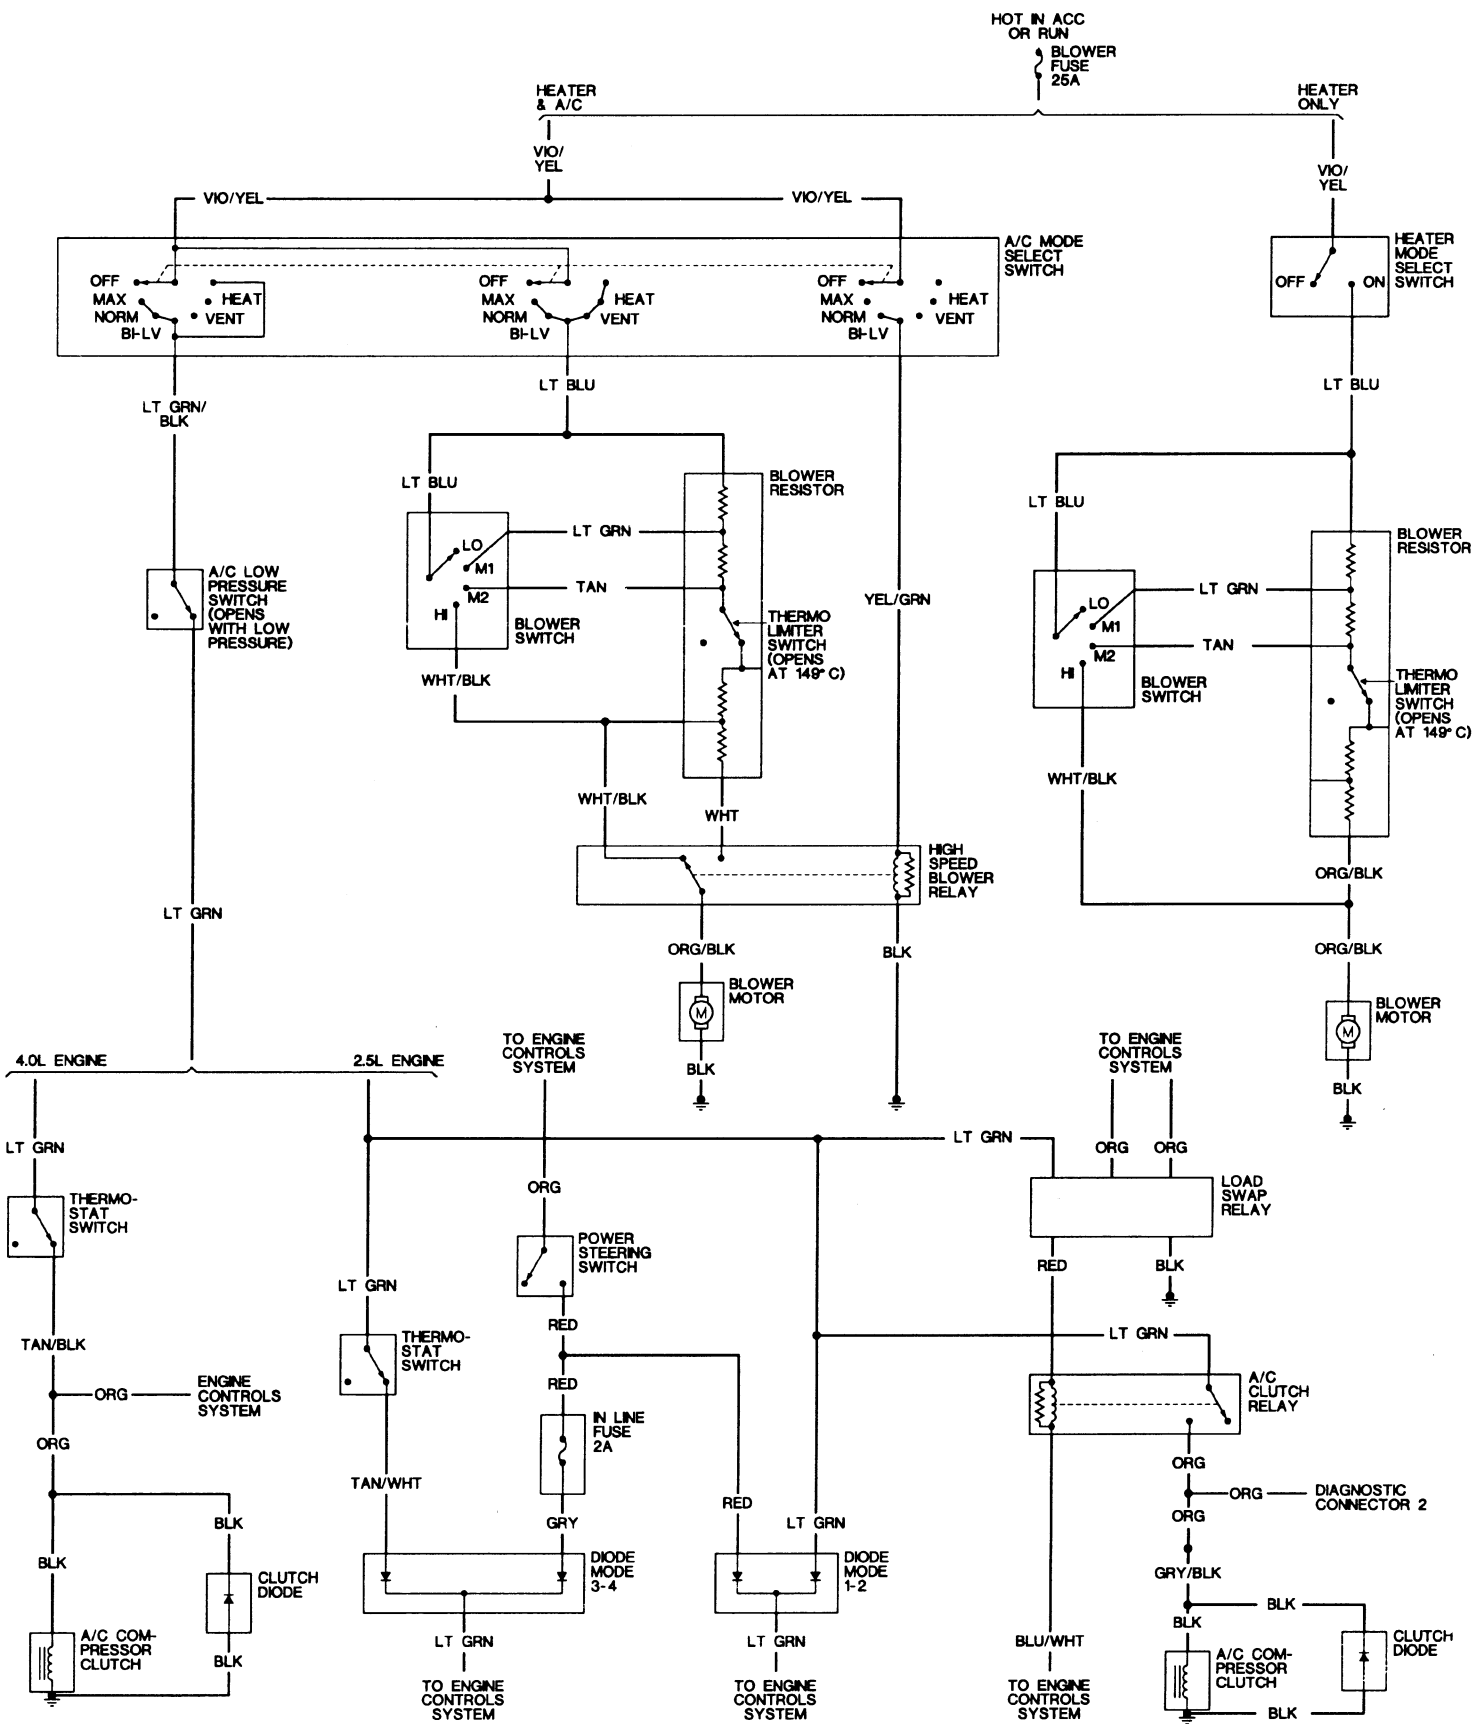 HOT IN ACC
OR RUN
BLOWER
FUSE
25A
HEATER
& A/C
HEATER
ONLY
VIO/
YEL
VIO/
YEL
VIO/YEL
VIO/YEL
A/C MODE
SELECT
SWITCH
HEATER
MODE
SELECT
SWITCH
OFF
MAX
NORM
BI-LV
HEAT
VENT
OFF
MAX
NORM
BI-LV
HEAT
VENT
OFF
MAX
NORM
BI-LV
HEAT
VENT
OFF
ON
LT GRN/
BLK
LT BLU
LT BLU
LT BLU
BLOWER
RESISTOR
LT BLU
BLOWER
RESISTOR
LO
M1
M2
HI
LT GRN
TAN
BLOWER
SWITCH
WHT/BLK
THERMO
LIMITER
SWITCH
(OPENS
AT 149°C)
YEL/GRN
A/C LOW
PRESSURE
SWITCH
(OPENS
WITH LOW
PRESSURE)
LO
M1
M2
HI
LT GRN
TAN
BLOWER
SWITCH
WHT/BLK
THERMO
LIMITER
SWITCH
(OPENS
AT 149°C)
WHT/BLK
WHT
HIGH
SPEED
BLOWER
RELAY
ORG/BLK
LT GRN
ORG/BLK
BLK
ORG/BLK
BLOWER
MOTOR
M
BLK
BLOWER
MOTOR
M
BLK
4.0L ENGINE
2.5L ENGINE
TO ENGINE
CONTROLS
SYSTEM
TO ENGINE
CONTROLS
SYSTEM
LT GRN
LT GRN
ORG
ORG
THERMO-
STAT
SWITCH
ORG
LOAD
SWAP
RELAY
POWER
STEERING
SWITCH
LT GRN
RED
BLK
TAN/BLK
RED
THERMO-
STAT
SWITCH
LT GRN
ORG
ENGINE
CONTROLS
SYSTEM
RED
A/C
CLUTCH
RELAY
IN LINE
FUSE
2A
ORG
TAN/WHT
ORG
ORG
DIAGNOSTIC
CONNECTOR 2
ORG
RED
LT GRN
GRY
BLK
BLK
CLUTCH
DIODE
DIODE
MODE
3-4
DIODE
MODE
1-2
GRY/BLK
BLK
BLK
A/C COM-
PRESSOR
CLUTCH
BLK
LT GRN
LT GRN
BLU/WHT
CLUTCH
DIODE
A/C COM-
PRESSOR
CLUTCH
BLK
TO ENGINE
CONTROLS
SYSTEM
TO ENGINE
CONTROLS
SYSTEM
TO ENGINE
CONTROLS
SYSTEM